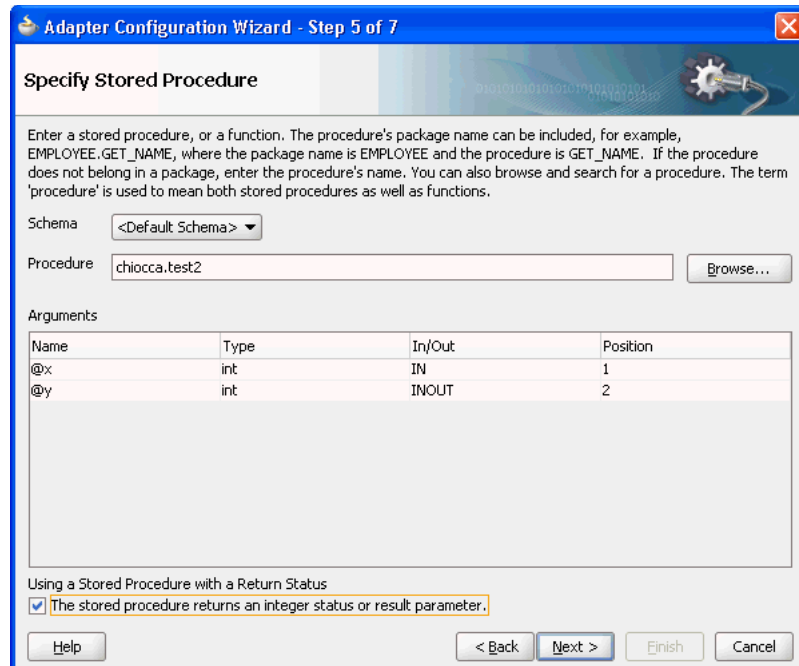 Adapter Configuration Wizard - Step 5 of 7
Specify Stored Procedure
Enter a stored procedure, or a function. The procedure's package name can be included, for example,
EMPLOYEE.GET_NAME, where the package name is EMPLOYEE and the procedure is GET_NAME. If the procedure
does not belong in a package, enter the procedure's name. You can also browse and search for a procedure. The term
'procedure' is used to mean both stored procedures as well as functions.
Schema <Default Schema>
Procedure chiocca.test2 Browse...
Arguments
Name Type In/Out Position
@x int IN 1
@y int INOUT 2
Using a Stored Procedure with a Return Status
The stored procedure returns an integer status or result parameter.
Help < Back Next > Finish Cancel